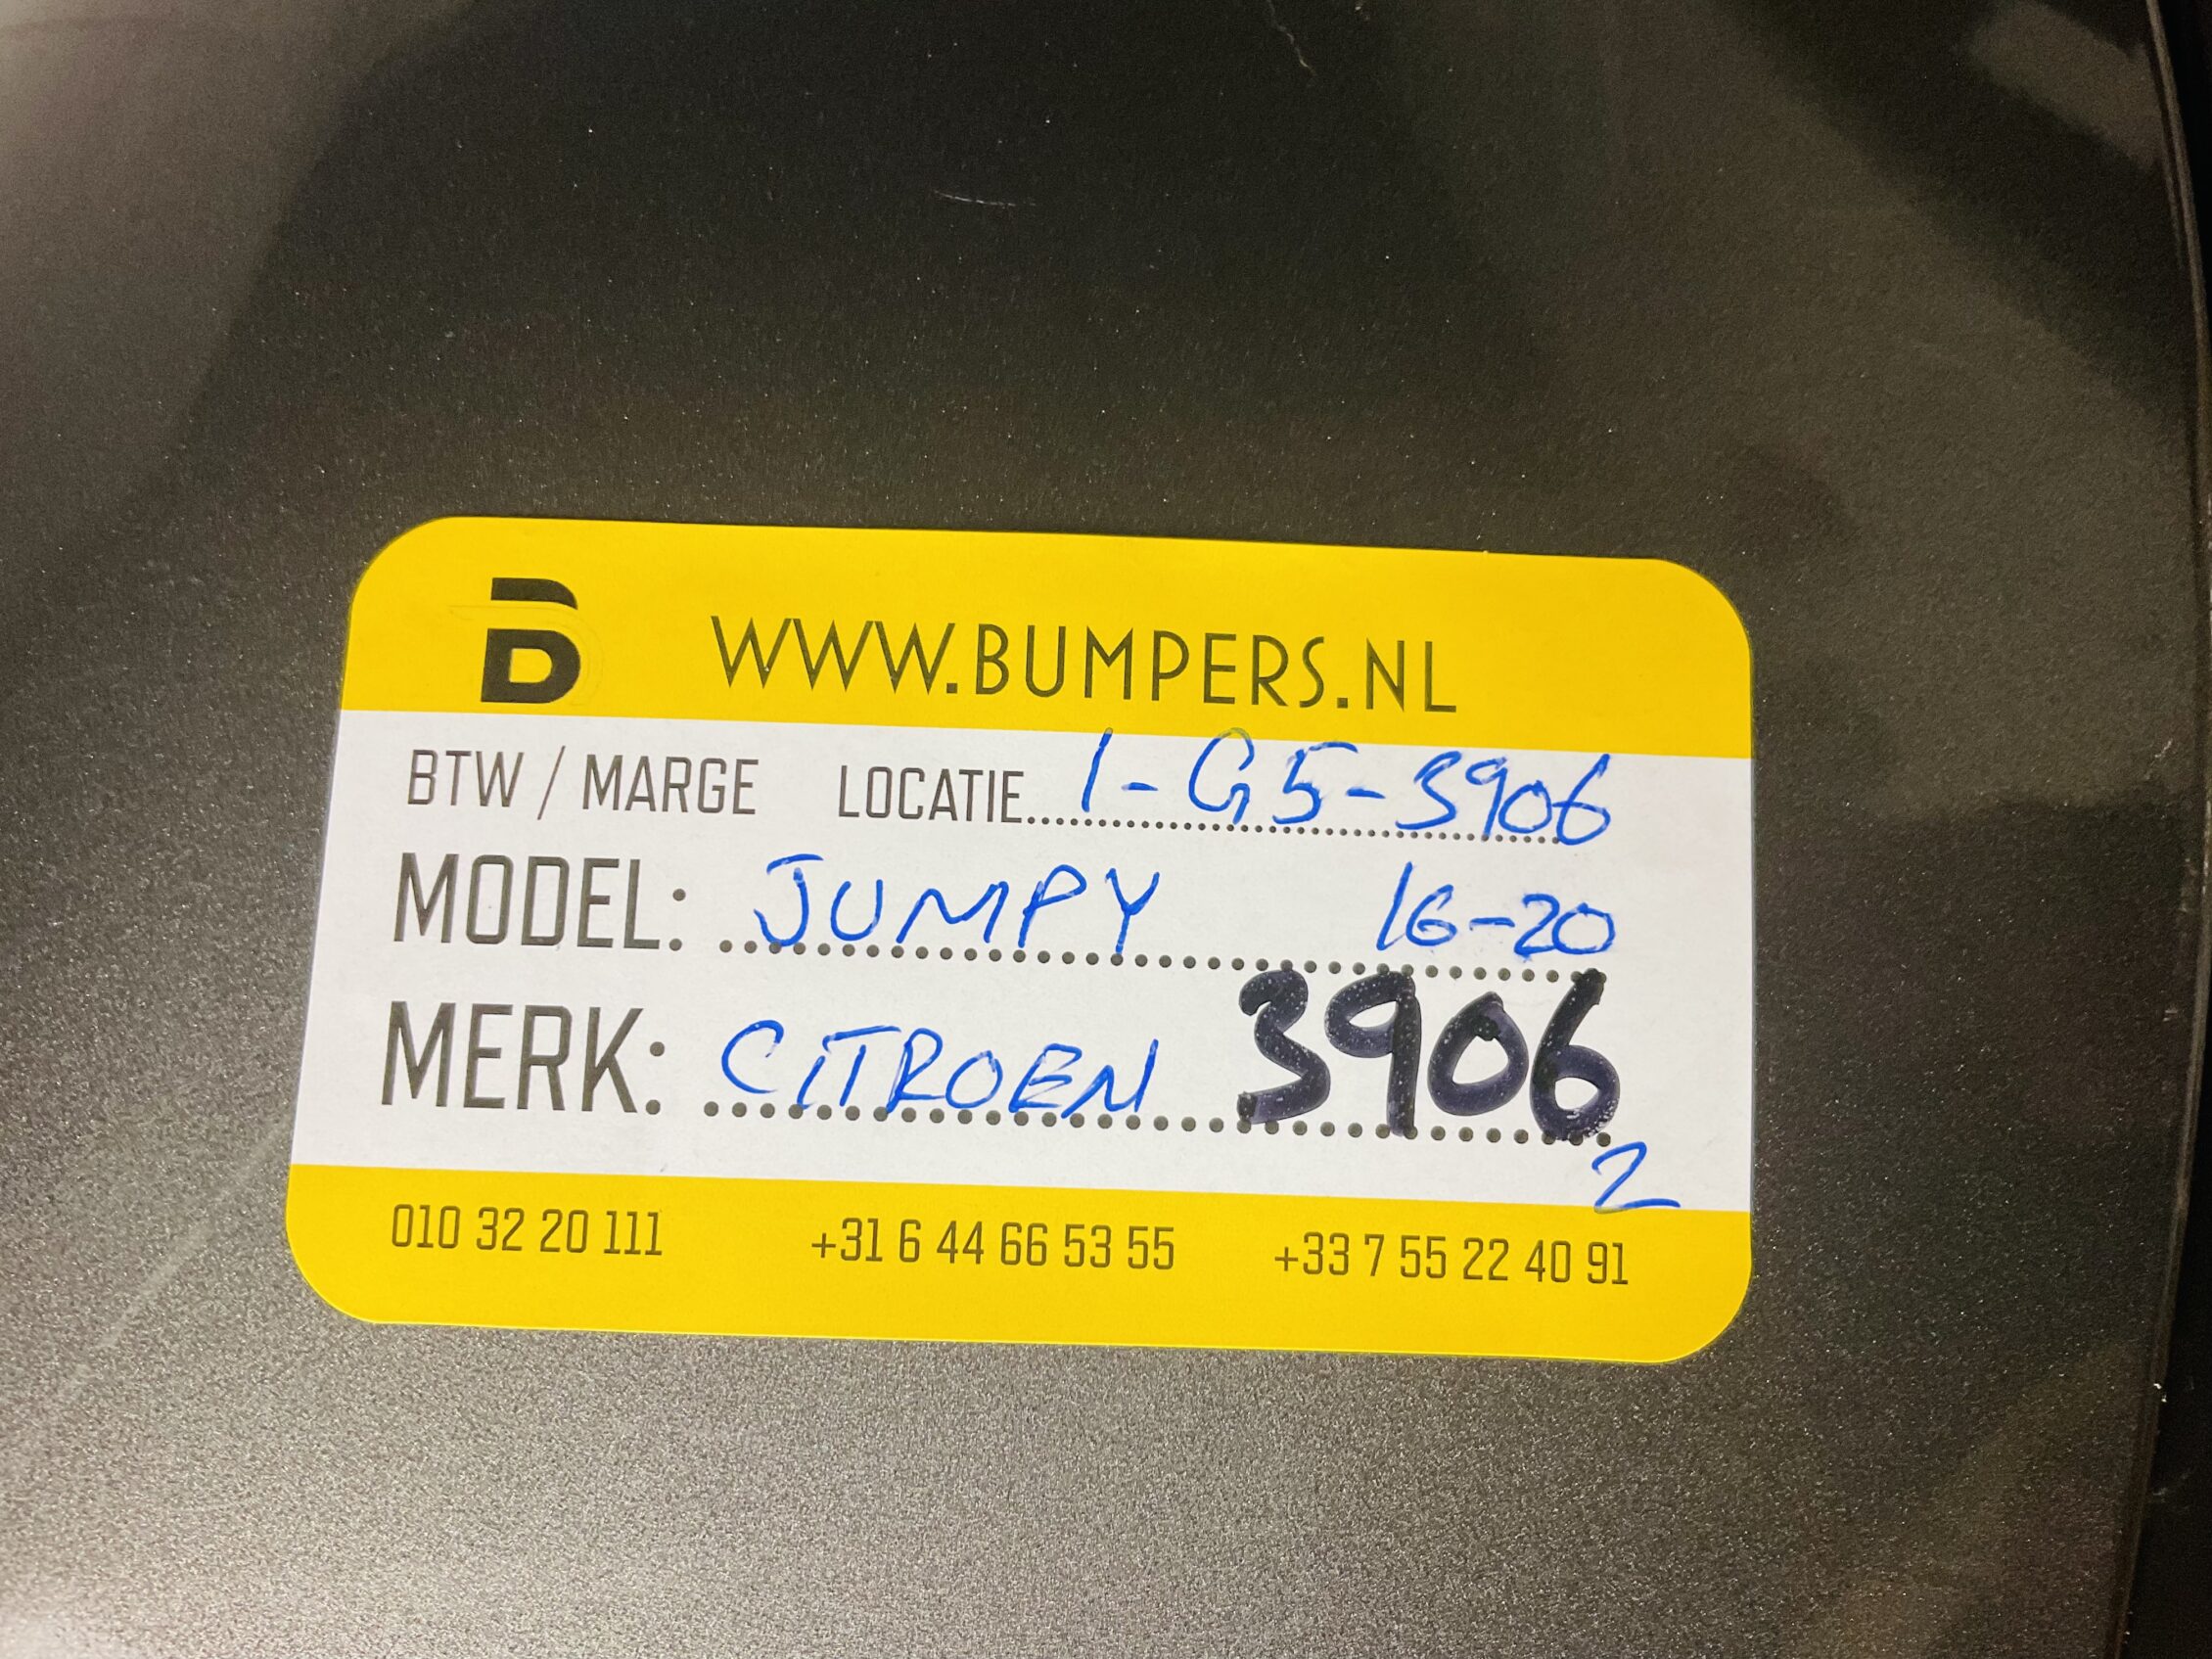 B WWW.BUMPERS.NL
BTW / MARGE LOCATIE 1-G5-3906
MODEL: JUMPY 16-20
MERK: CITROEN 3906
2
010 32 20 111 +31 6 44 66 53 55 +33 7 55 22 40 91